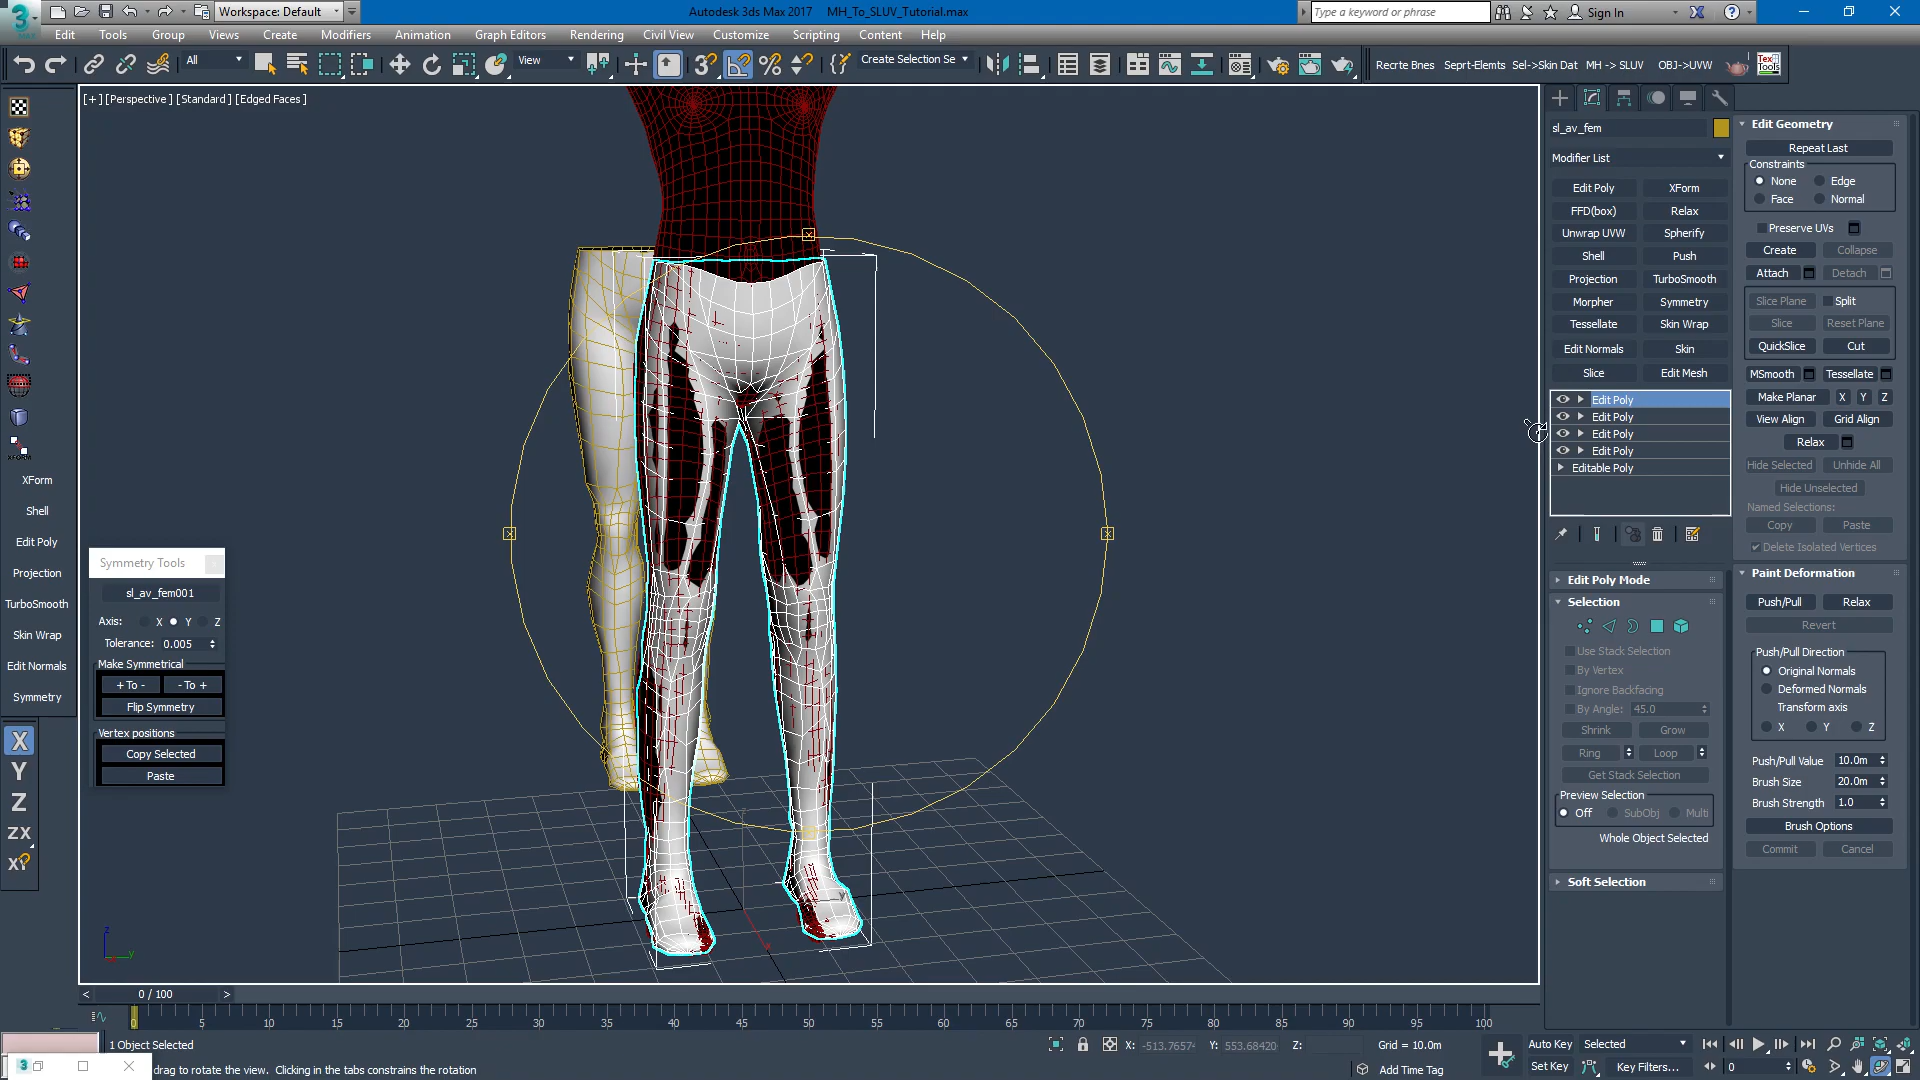 Workspace: Default
Autodesk 3ds Max 2017 MH_To_SLUV_Tutorial.max
Type a keyword or phrase
Sign In
Edit Tools Group Views Create Modifiers Animation Graph Editors Rendering Civil View Customize Scripting Content Help
All View Create Selection Se
Recrte Bnes Seprt-Elemts Sel->Skin Dat MH -> SLUV OBJ->UVW
[+] [Perspective] [Standard] [Edged Faces]
XForm
Shell
Edit Poly
Projection
TurboSmooth
Skin Wrap
Edit Normals
Symmetry
X
Y
Z
ZX
XY
Symmetry Tools
sl_av_fem001
Axis: X Y Z
Tolerance: 0.005
Make Symmetrical
+ To - - To +
Flip Symmetry
Vertex positions
Copy Selected
Paste
sl_av_fem
Modifier List
Edit Poly XForm
FFD(box) Relax
Unwrap UVW Spherify
Shell Push
Projection TurboSmooth
Morpher Symmetry
Tessellate Skin Wrap
Edit Normals Skin
Slice Edit Mesh
Edit Poly
Edit Poly
Edit Poly
Edit Poly
Editable Poly
Edit Poly Mode
Selection
Use Stack Selection
By Vertex
Ignore Backfacing
By Angle: 45.0
Shrink Grow
Ring Loop
Get Stack Selection
Preview Selection
Off SubObj Multi
Whole Object Selected
Soft Selection
Edit Geometry
Repeat Last
Constraints
None Edge
Face Normal
Preserve UVs
Create Collapse
Attach Detach
Slice Plane Split
Slice Reset Plane
QuickSlice Cut
MSmooth Tessellate
Make Planar X Y Z
View Align Grid Align
Relax
Hide Selected Unhide All
Hide Unselected
Named Selections:
Copy Paste
Delete Isolated Vertices
Paint Deformation
Push/Pull Relax
Revert
Push/Pull Direction
Original Normals
Deformed Normals
Transform axis
X Y Z
Push/Pull Value 10.0m
Brush Size 20.0m
Brush Strength 1.0
Brush Options
Commit Cancel
< 0 / 100 >
0 5 10 15 20 25 30 35 40 45 50 55 60 65 70 75 80 85 90 95 100
1 Object Selected
X: -513.7657 Y: 553.68420 Z: Grid = 10.0m
Auto Key Selected
drag to rotate the view. Clicking in the tabs constrains the rotation
Add Time Tag
Set Key Key Filters... 0